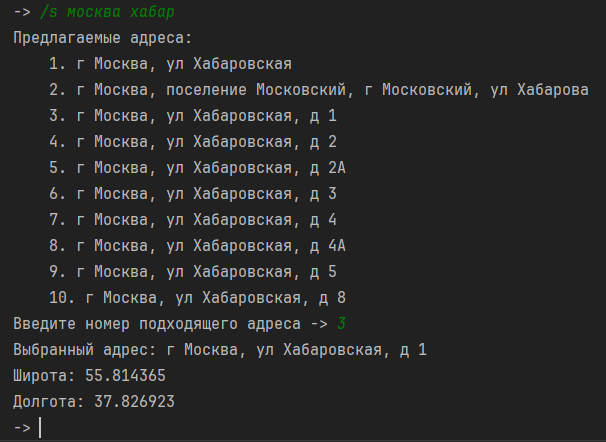 -> /s москва хабар
Предлагаемые адреса:
1. г Москва, ул Хабаровская
2. г Москва, поселение Московский, г Московский, ул Хабарова
3. г Москва, ул Хабаровская, д 1
4. г Москва, ул Хабаровская, д 2
5. г Москва, ул Хабаровская, д 2А
6. г Москва, ул Хабаровская, д 3
7. г Москва, ул Хабаровская, д 4
8. г Москва, ул Хабаровская, д 4А
9. г Москва, ул Хабаровская, д 5
10. г Москва, ул Хабаровская, д 8
Введите номер подходящего адреса -> 3
Выбранный адрес: г Москва, ул Хабаровская, д 1
Широта: 55.814365
Долгота: 37.826923
->